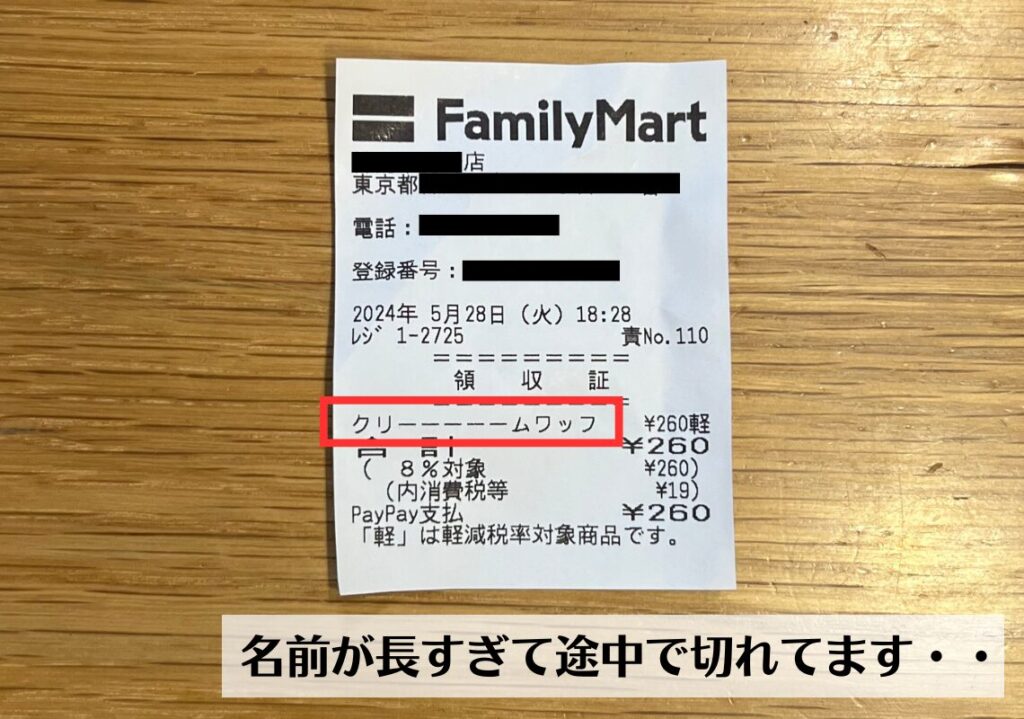 FamilyMart
店
東京都
電話：
登録番号：
2024年 5月28日（火）18:28
ﾚｼﾞ 1-2725 責No.110
=========
領 収 証
=========
クリーーーーームワッフ ¥260軽
合 計 ¥260
( 8%対象 ¥260)
(内消費税等 ¥19)
PayPay支払 ¥260
「軽」は軽減税率対象商品です。
名前が長すぎて途中で切れてます・・